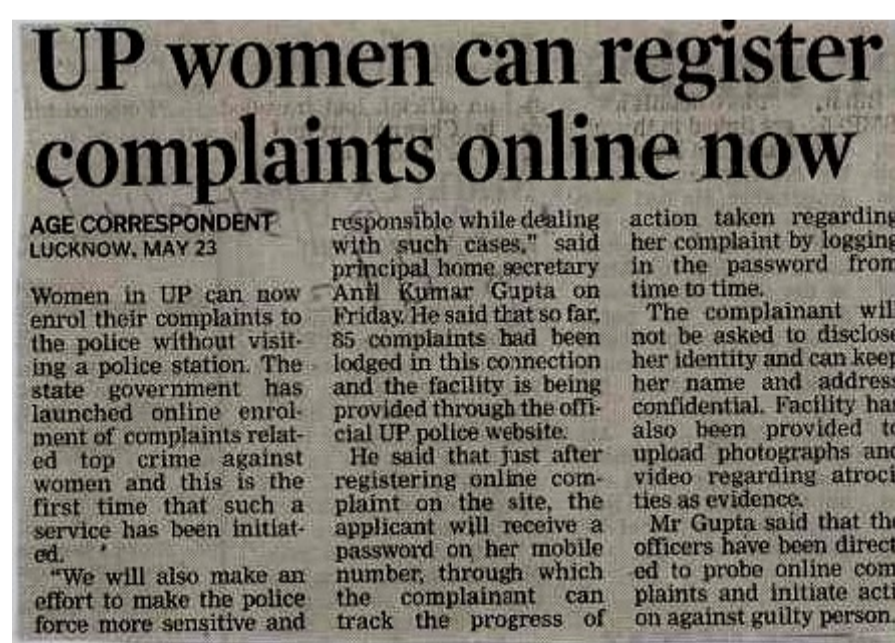 UP women can register
complaints online now
AGE CORRESPONDENT
LUCKNOW, MAY 23
Women in UP can now
enrol their complaints to
the police without visit-
ing a police station. The
state government has
launched online enrol-
ment of complaints relat-
ed top crime against
women and this is the
first time that such a
service has been initiat-
ed.
"We will also make an
effort to make the police
force more sensitive and
responsible while dealing
with such cases," said
principal home secretary
Anil Kumar Gupta on
Friday. He said that so far,
85 complaints had been
lodged in this connection
and the facility is being
provided through the offi-
cial UP police website.
He said that just after
registering online com-
plaint on the site, the
applicant will receive a
password on her mobile
number, through which
the complainant can
track the progress of
action taken regarding
her complaint by logging
in the password from
time to time.
The complainant will
not be asked to disclose
her identity and can keep
her name and address
confidential. Facility has
also been provided to
upload photographs and
video regarding atroci
ties as evidence.
Mr Gupta said that the
officers have been direct
ed to probe online com
plaints and initiate acti
on against guilty person